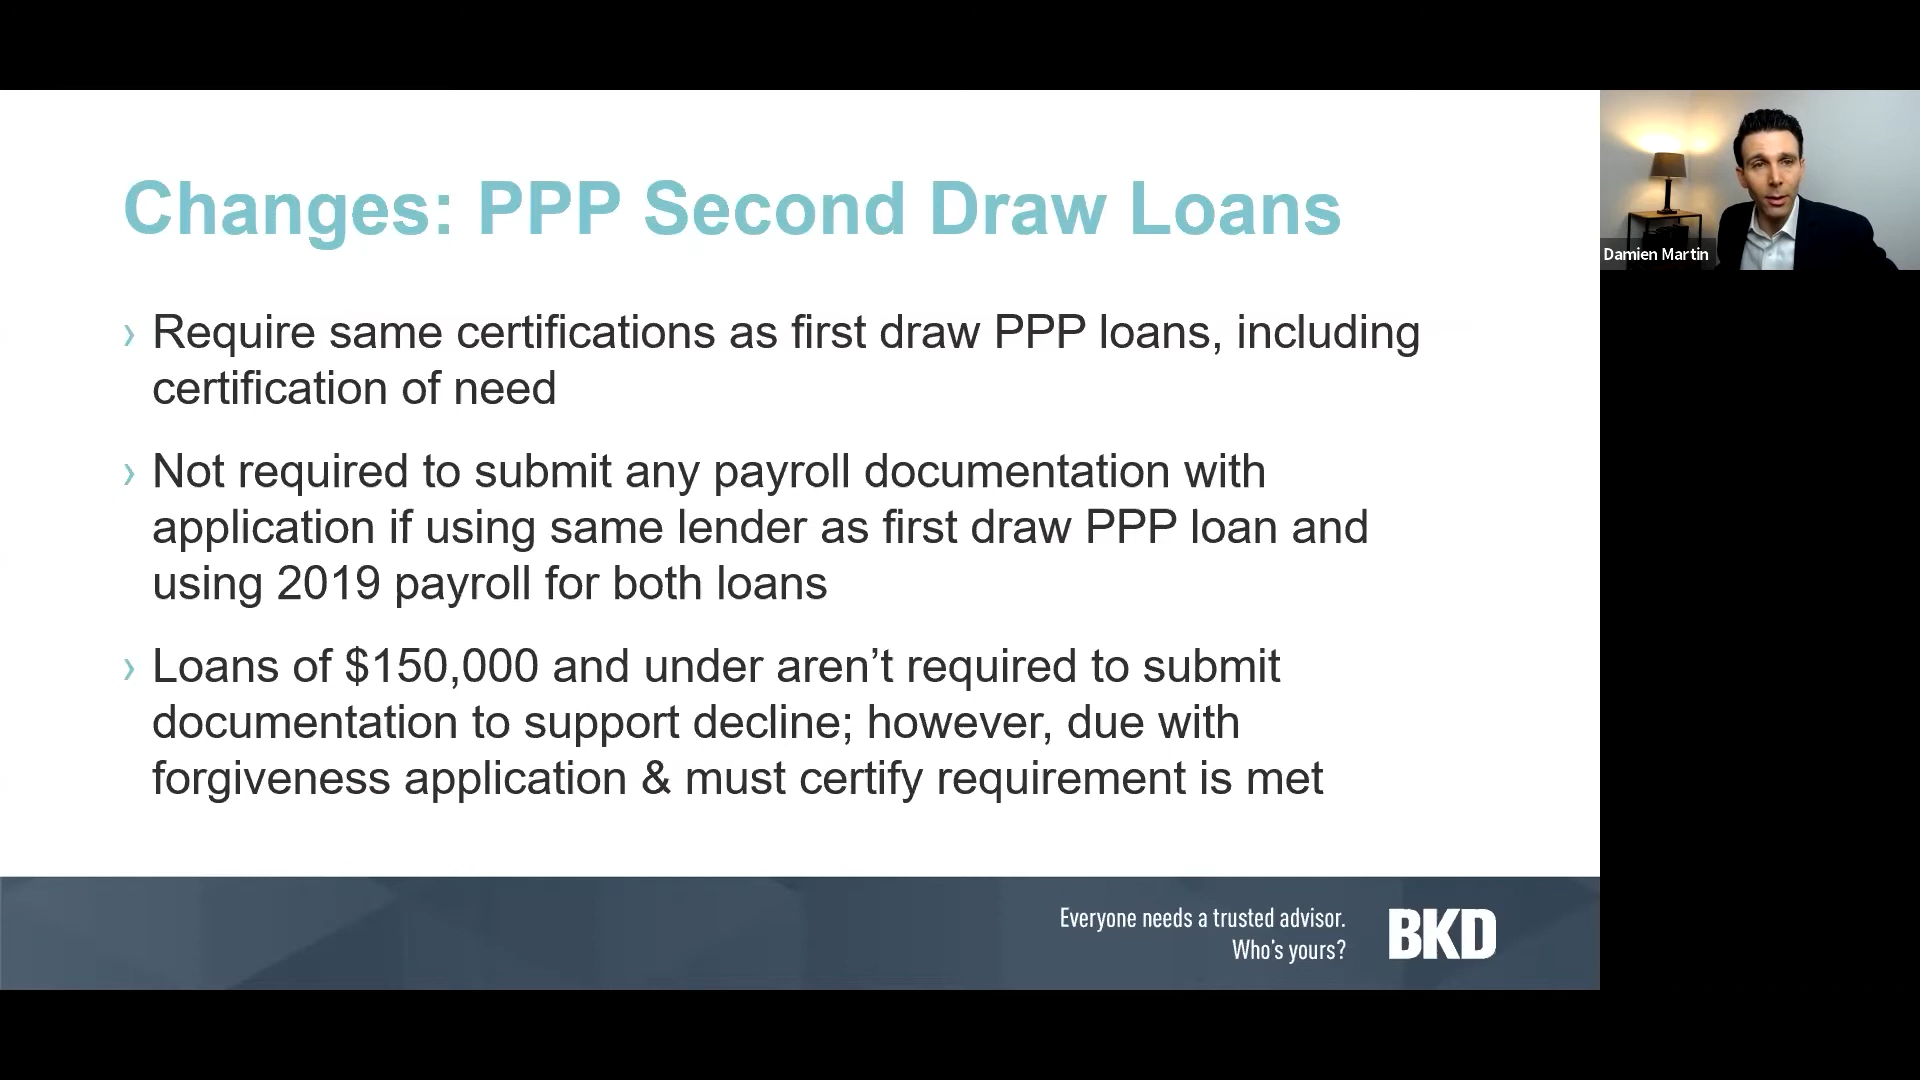 Changes: PPP Second Draw Loans
Damien Martin
› Require same certifications as first draw PPP loans, including
certification of need
› Not required to submit any payroll documentation with
application if using same lender as first draw PPP loan and
using 2019 payroll for both loans
› Loans of $150,000 and under aren’t required to submit
documentation to support decline; however, due with
forgiveness application & must certify requirement is met
Everyone needs a trusted advisor.
Who's yours?
BKD